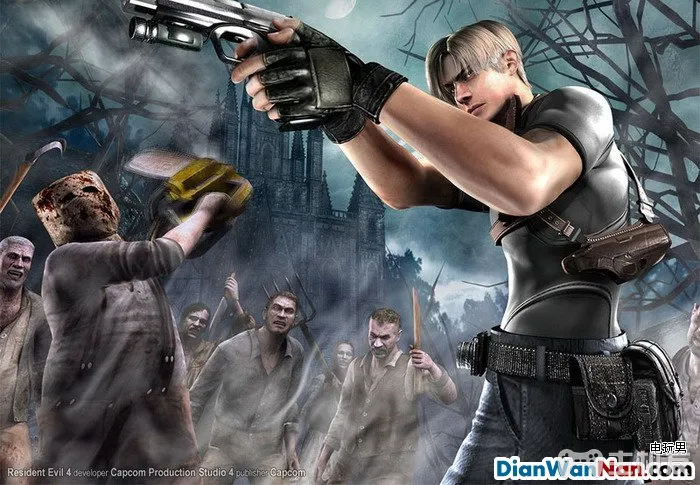 Resident Evil 4 developer Capcom Production Studio 4 publisher Capcom
电玩男
DianWanNan.com